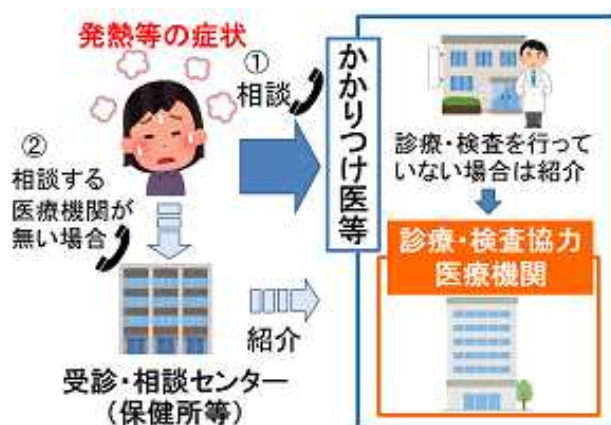 発熱等の症状
①
相談
②
相談する
医療機関が
無い場合
受診・相談センター
(保健所等)
紹介
かかりつけ医等
診療・検査を行って
いない場合は紹介
診療・検査協力
医療機関